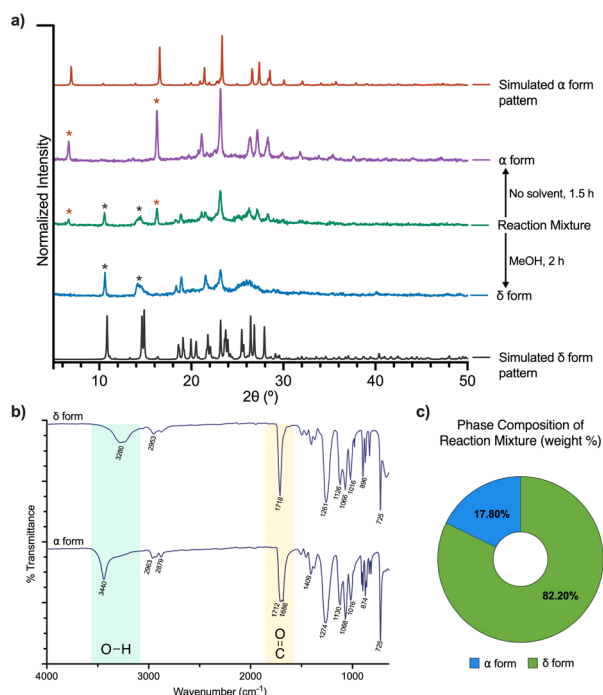 a)
Normalized Intensity
Simulated α form
pattern
α form
No solvent, 1.5 h
Reaction Mixture
MeOH, 2 h
δ form
Simulated δ form
pattern
* * * * * * * *
10 20 30 40 50
2θ (º)
b)
% Transmittance
δ form
3280
2953
1718
1261
1126
1066
1016
896
725
α form
3440
2963
2879
1712
1686
1409
1274
1130
1068
1016
874
725
O–H
O
C
4000 3000 2000 1000
Wavenumber (cm⁻¹)
c)
Phase Composition of
Reaction Mixture (weight %)
17.80%
82.20%
α form δ form